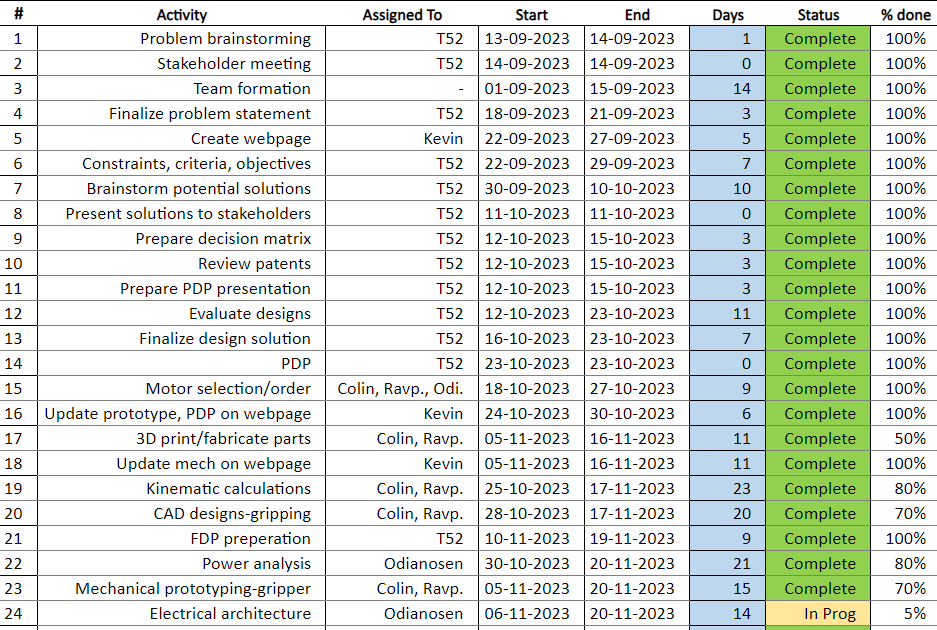 # Activity Assigned To Start End Days Status % done
1 Problem brainstorming T52 13-09-2023 14-09-2023 1 Complete 100%
2 Stakeholder meeting T52 14-09-2023 14-09-2023 0 Complete 100%
3 Team formation - 01-09-2023 15-09-2023 14 Complete 100%
4 Finalize problem statement T52 18-09-2023 21-09-2023 3 Complete 100%
5 Create webpage Kevin 22-09-2023 27-09-2023 5 Complete 100%
6 Constraints, criteria, objectives T52 22-09-2023 29-09-2023 7 Complete 100%
7 Brainstorm potential solutions T52 30-09-2023 10-10-2023 10 Complete 100%
8 Present solutions to stakeholders T52 11-10-2023 11-10-2023 0 Complete 100%
9 Prepare decision matrix T52 12-10-2023 15-10-2023 3 Complete 100%
10 Review patents T52 12-10-2023 15-10-2023 3 Complete 100%
11 Prepare PDP presentation T52 12-10-2023 15-10-2023 3 Complete 100%
12 Evaluate designs T52 12-10-2023 23-10-2023 11 Complete 100%
13 Finalize design solution T52 16-10-2023 23-10-2023 7 Complete 100%
14 PDP T52 23-10-2023 23-10-2023 0 Complete 100%
15 Motor selection/order Colin, Ravp., Odi. 18-10-2023 27-10-2023 9 Complete 100%
16 Update prototype, PDP on webpage Kevin 24-10-2023 30-10-2023 6 Complete 100%
17 3D print/fabricate parts Colin, Ravp. 05-11-2023 16-11-2023 11 Complete 50%
18 Update mech on webpage Kevin 05-11-2023 16-11-2023 11 Complete 100%
19 Kinematic calculations Colin, Ravp. 25-10-2023 17-11-2023 23 Complete 80%
20 CAD designs-gripping Colin, Ravp. 28-10-2023 17-11-2023 20 Complete 70%
21 FDP preperation T52 10-11-2023 19-11-2023 9 Complete 100%
22 Power analysis Odianosen 30-10-2023 20-11-2023 21 Complete 80%
23 Mechanical prototyping-gripper Colin, Ravp. 05-11-2023 20-11-2023 15 Complete 70%
24 Electrical architecture Odianosen 06-11-2023 20-11-2023 14 In Prog 5%